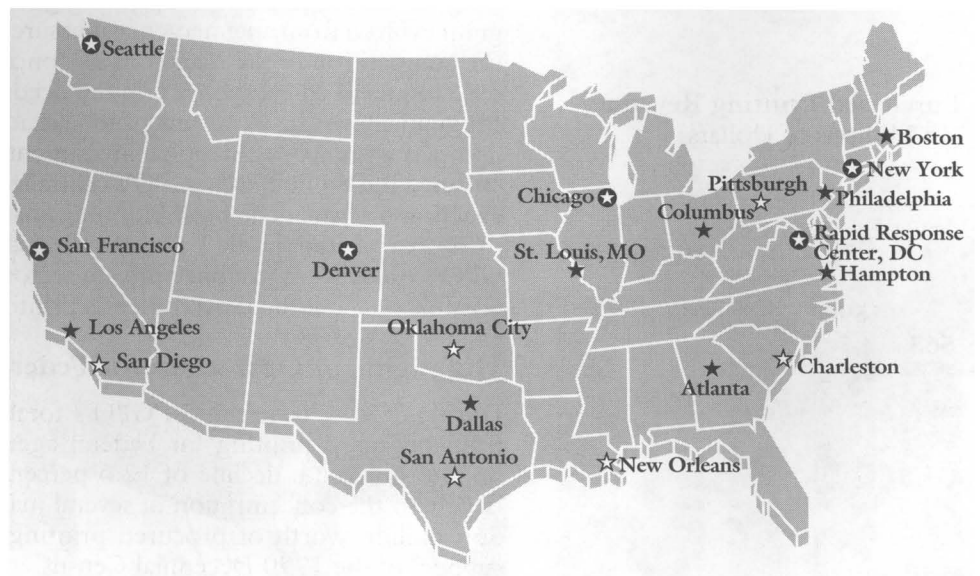 Seattle
Boston
New York
Pittsburgh
Chicago
Philadelphia
Columbus
Rapid Response
Center, DC
San Francisco
St. Louis, MO
Denver
Hampton
Los Angeles
Oklahoma City
San Diego
Charleston
Atlanta
Dallas
San Antonio
New Orleans